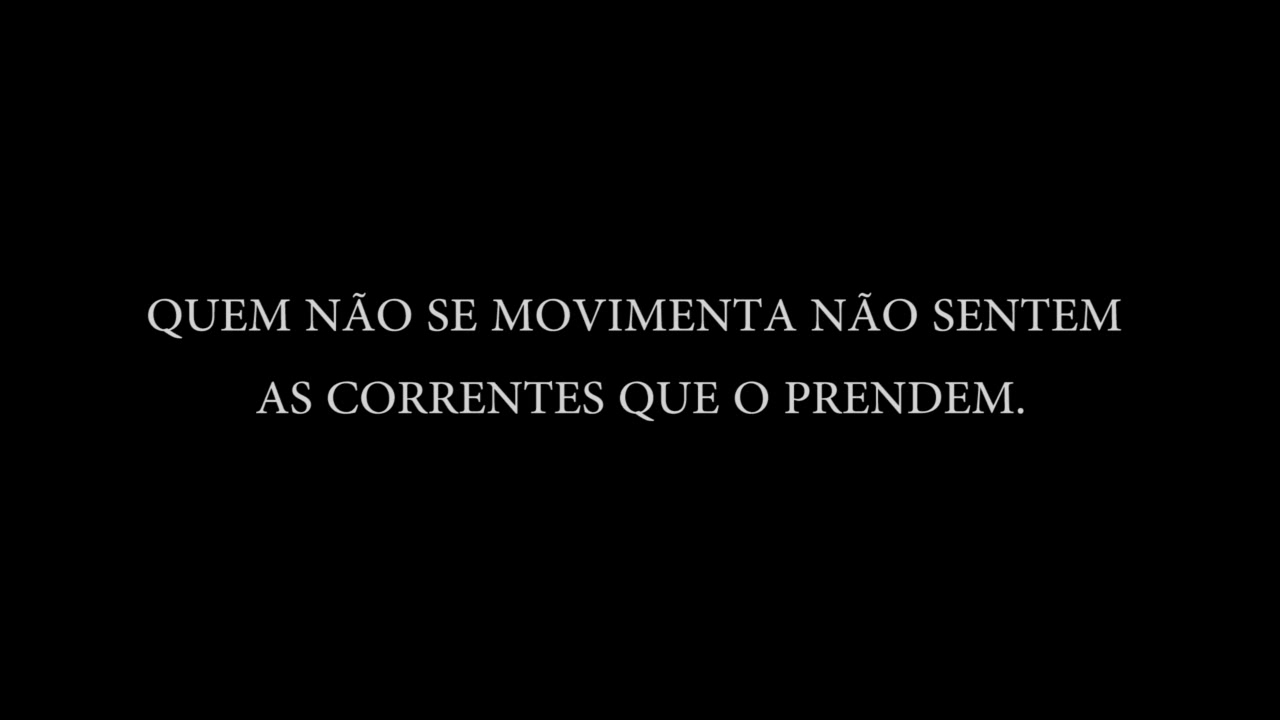 QUEM NÃO SE MOVIMENTA NÃO SENTEM
AS CORRENTES QUE O PRENDEM.